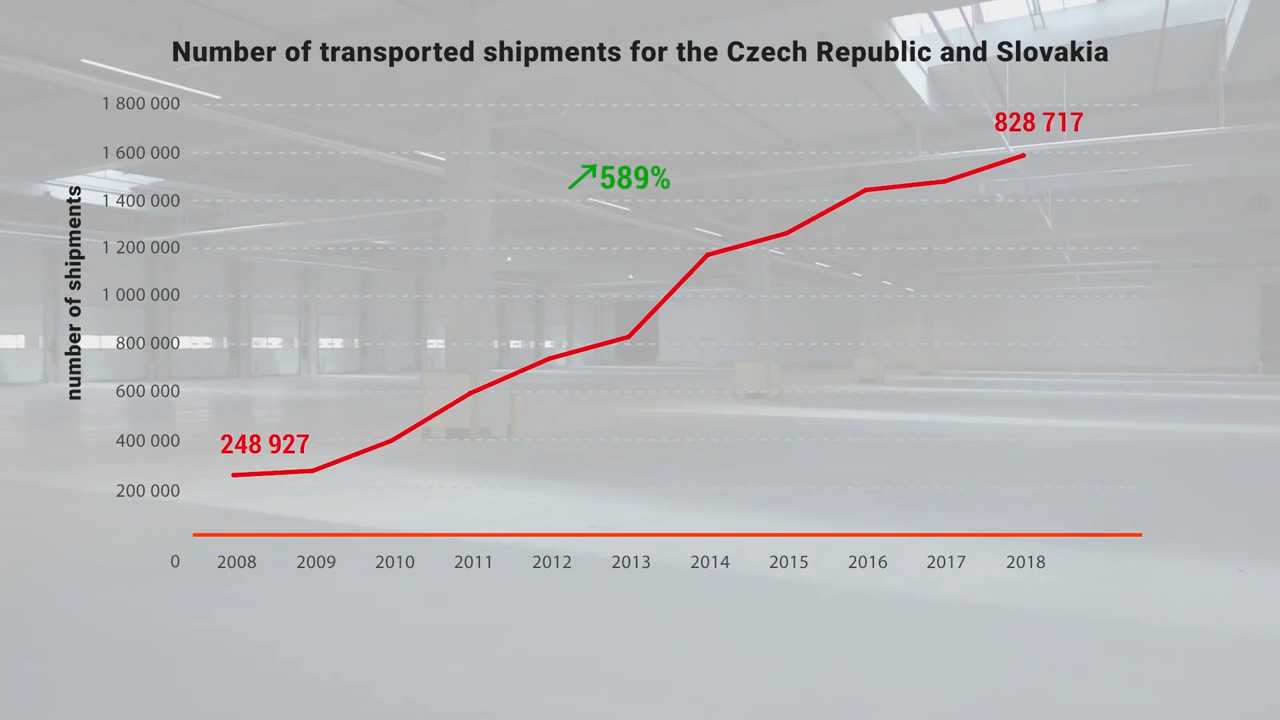 Number of transported shipments for the Czech Republic and Slovakia
number of shipments
1 800 000
1 600 000
1 400 000
1 200 000
1 000 000
800 000
600 000
400 000
200 000
0
828 717
589%
248 927
2008 2009 2010 2011 2012 2013 2014 2015 2016 2017 2018